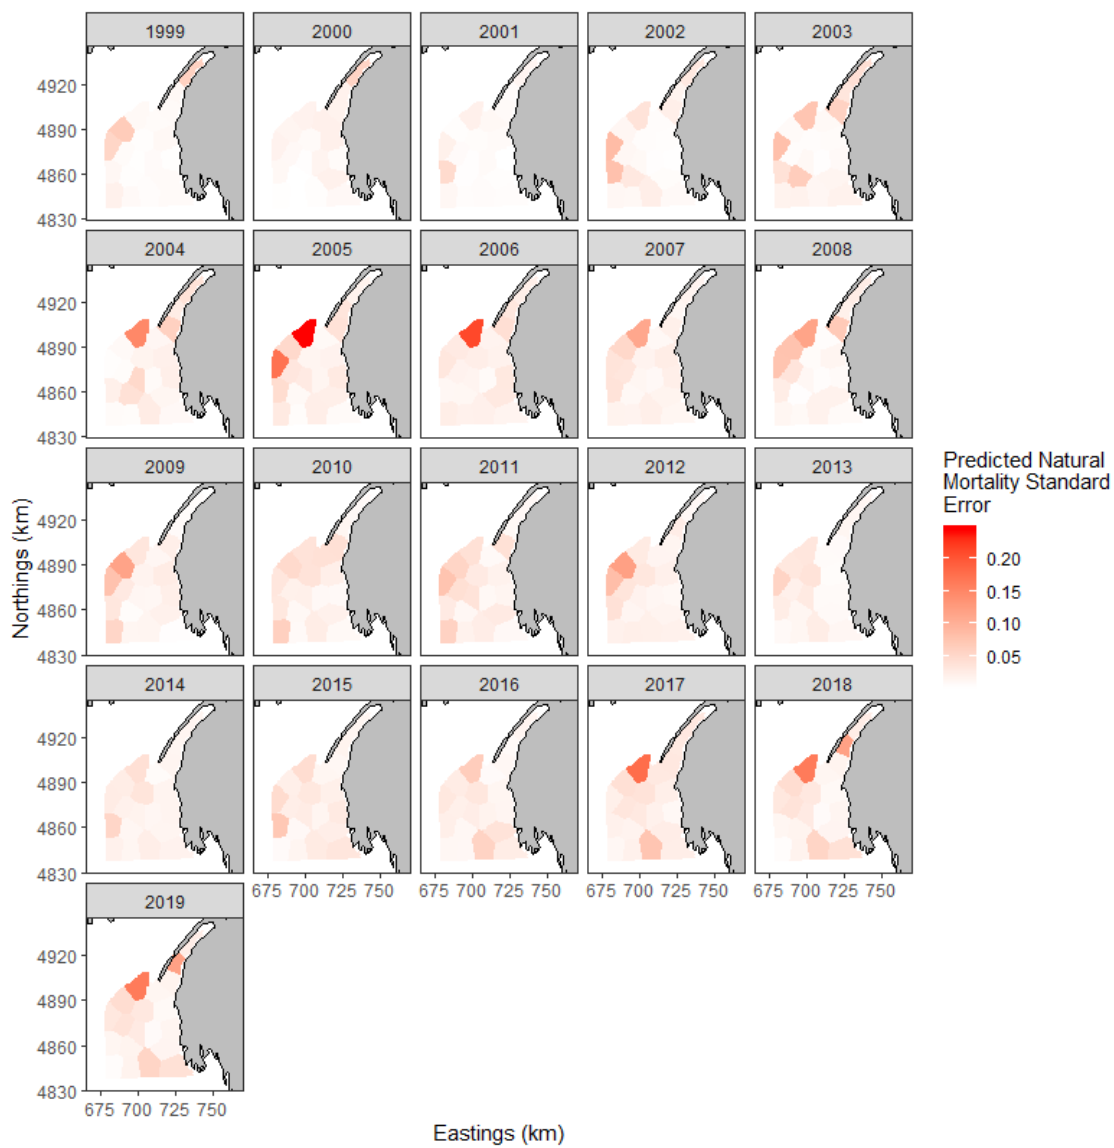 1999 2000 2001 2002 2003
4920
4890
4860
4830
2004 2005 2006 2007 2008
4920
4890
4860
4830
2009 2010 2011 2012 2013
4920
4890
4860
4830
2014 2015 2016 2017 2018
4920
4890
4860
4830
675 700 725 750 675 700 725 750 675 700 725 750 675 700 725 750
2019
4920
4890
4860
4830
675 700 725 750
Eastings (km)
Northings (km)
Predicted Natural
Mortality Standard
Error
0.20
0.15
0.10
0.05